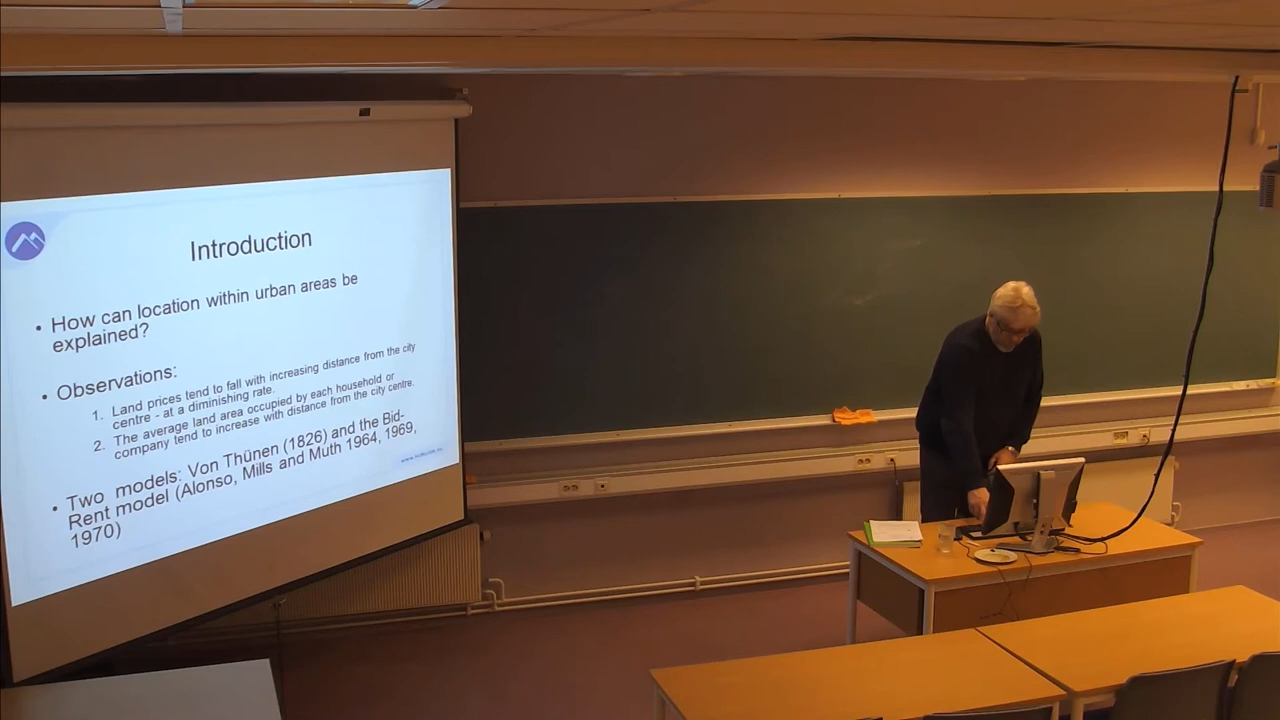 Introduction
• How can location within urban areas be
explained?
• Observations:
1. Land prices tend to fall with increasing distance from the city
centre - at a diminishing rate.
2. The average land area occupied by each household or
company tend to increase with distance from the city centre.
• Two models: Von Thünen (1826) and the Bid-
Rent model (Alonso, Mills and Muth 1964, 1969,
1970)